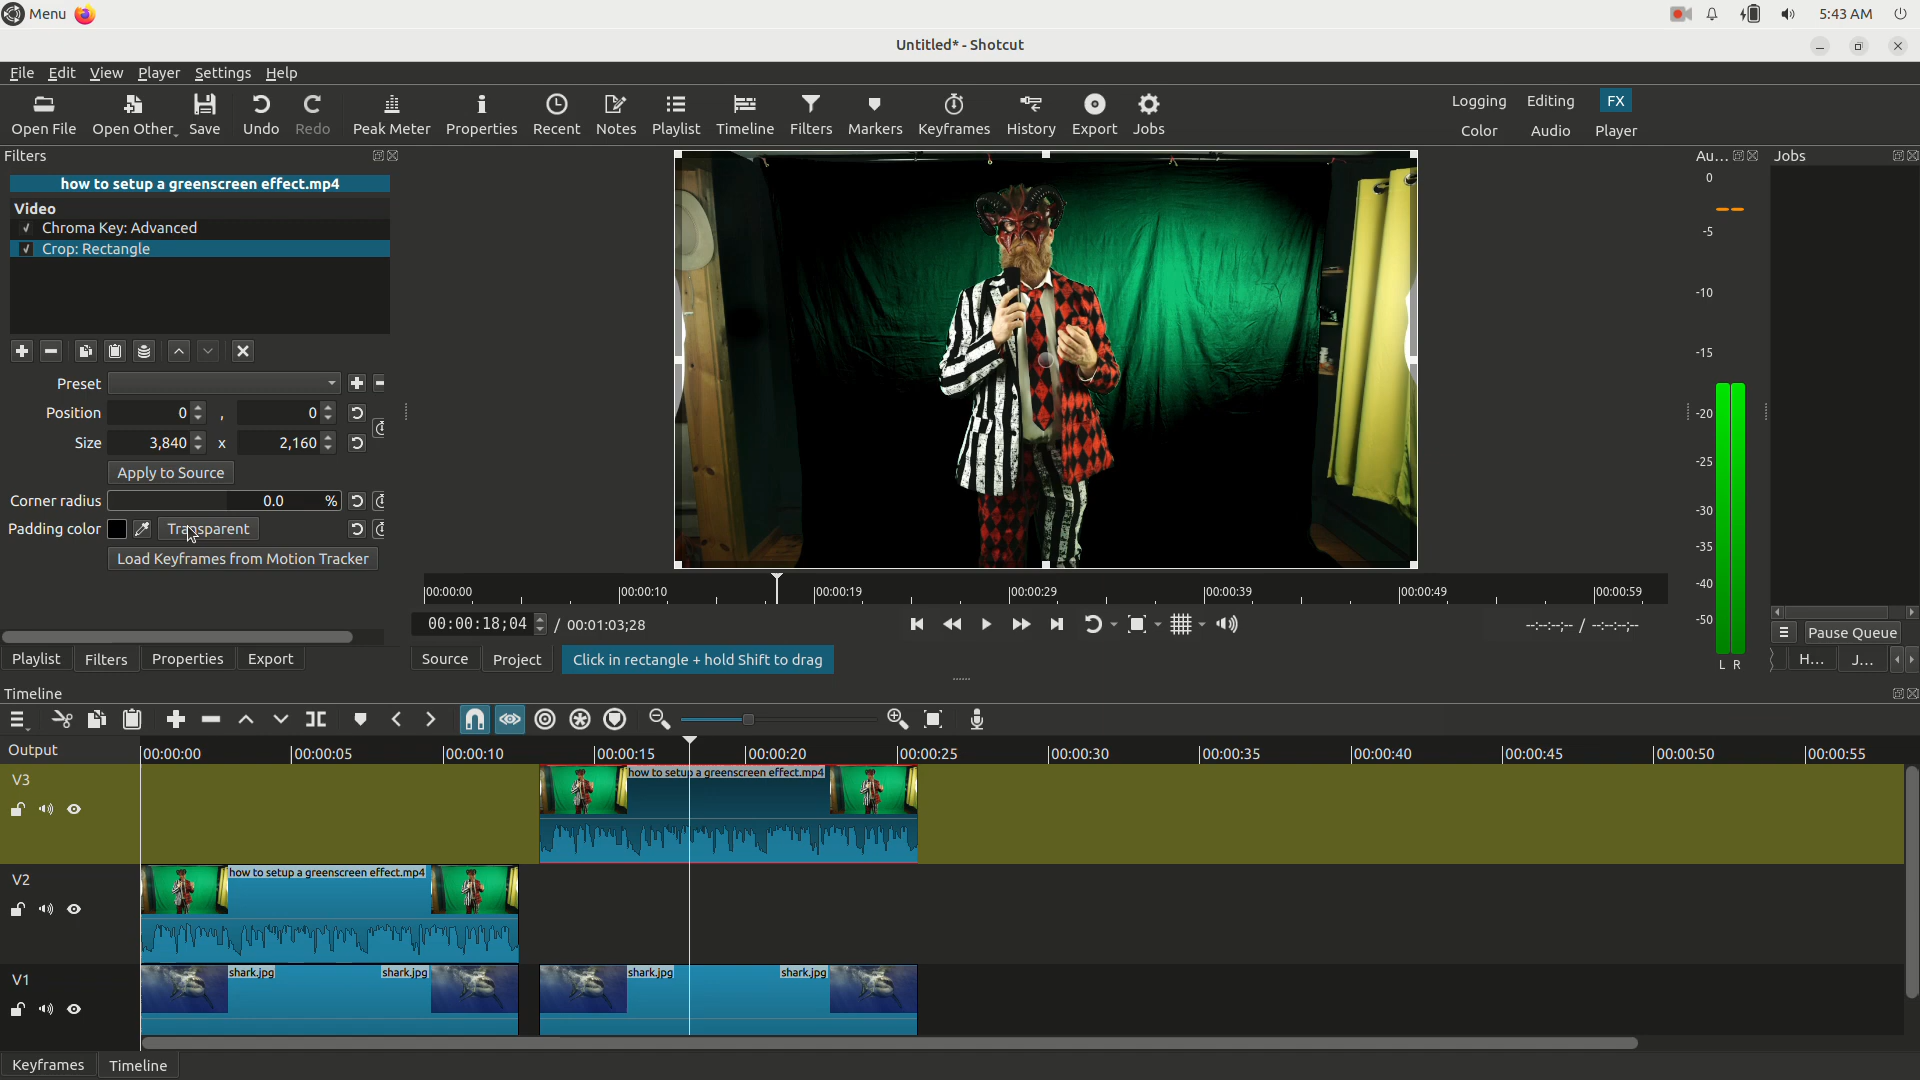 Menu
5:43 AM
Untitled* - Shotcut
File Edit View Player Settings Help
Open File Open Other Save Undo Redo Peak Meter Properties Recent Notes Playlist Timeline Filters Markers Keyframes History Export Jobs
Logging Editing FX
Color Audio Player
Filters
how to setup a greenscreen effect.mp4
Video
Chroma Key: Advanced
Crop: Rectangle
Preset
Position 0 , 0
Size 3,840 x 2,160
Apply to Source
Corner radius 0.0 %
Padding color Transparent
Load Keyframes from Motion Tracker
Playlist Filters Properties Export
00:00:00 00:00:10 00:00:19 00:00:29 00:00:39 00:00:49 00:00:59
00:00:18;04 / 00:01:03;28
--:--:--;-- / --:--:--;--
Source Project Click in rectangle + hold Shift to drag
Au...
0
-5
-10
-15
-20
-25
-30
-35
-40
-50
L R
Jobs
Pause Queue
H... J...
Timeline
Output
00:00:00 00:00:05 00:00:10 00:00:15 00:00:20 00:00:25 00:00:30 00:00:35 00:00:40 00:00:45 00:00:50 00:00:55
V3
how to setup a greenscreen effect.mp4
V2
how to setup a greenscreen effect.mp4
V1
shark.jpg shark.jpg shark.jpg shark.jpg
Keyframes Timeline